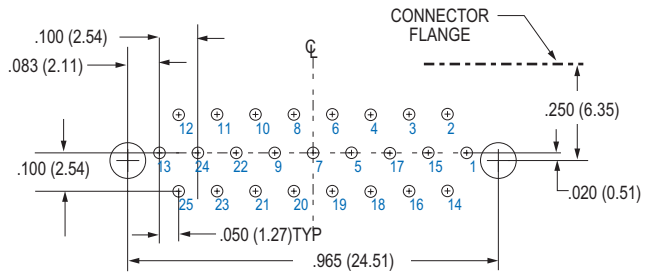 CONNECTOR
FLANGE
.100 (2.54)
℄
.083 (2.11)
.250 (6.35)
12 11 10 8 6 4 3 2
13 24 22 9 7 5 17 15 1
.100 (2.54)
25 23 21 20 19 18 16 14
.020 (0.51)
.050 (1.27)TYP
.965 (24.51)